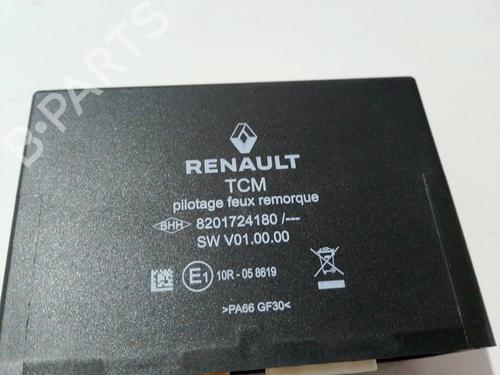 B-PARTS
RENAULT
TCM
pilotage feux remorque
BHH 8201724180 /---
SW V01.00.00
E1 10R - 05 8619
>PA66 GF30<